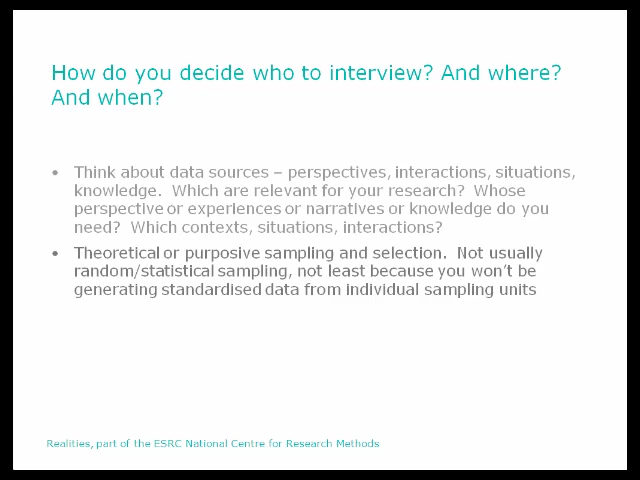 How do you decide who to interview? And where?
And when?
• Think about data sources – perspectives, interactions, situations,
knowledge.  Which are relevant for your research?  Whose
perspective or experiences or narratives or knowledge do you
need?  Which contexts, situations, interactions?
• Theoretical or purposive sampling and selection.  Not usually
random/statistical sampling, not least because you won't be
generating standardised data from individual sampling units
Realities, part of the ESRC National Centre for Research Methods